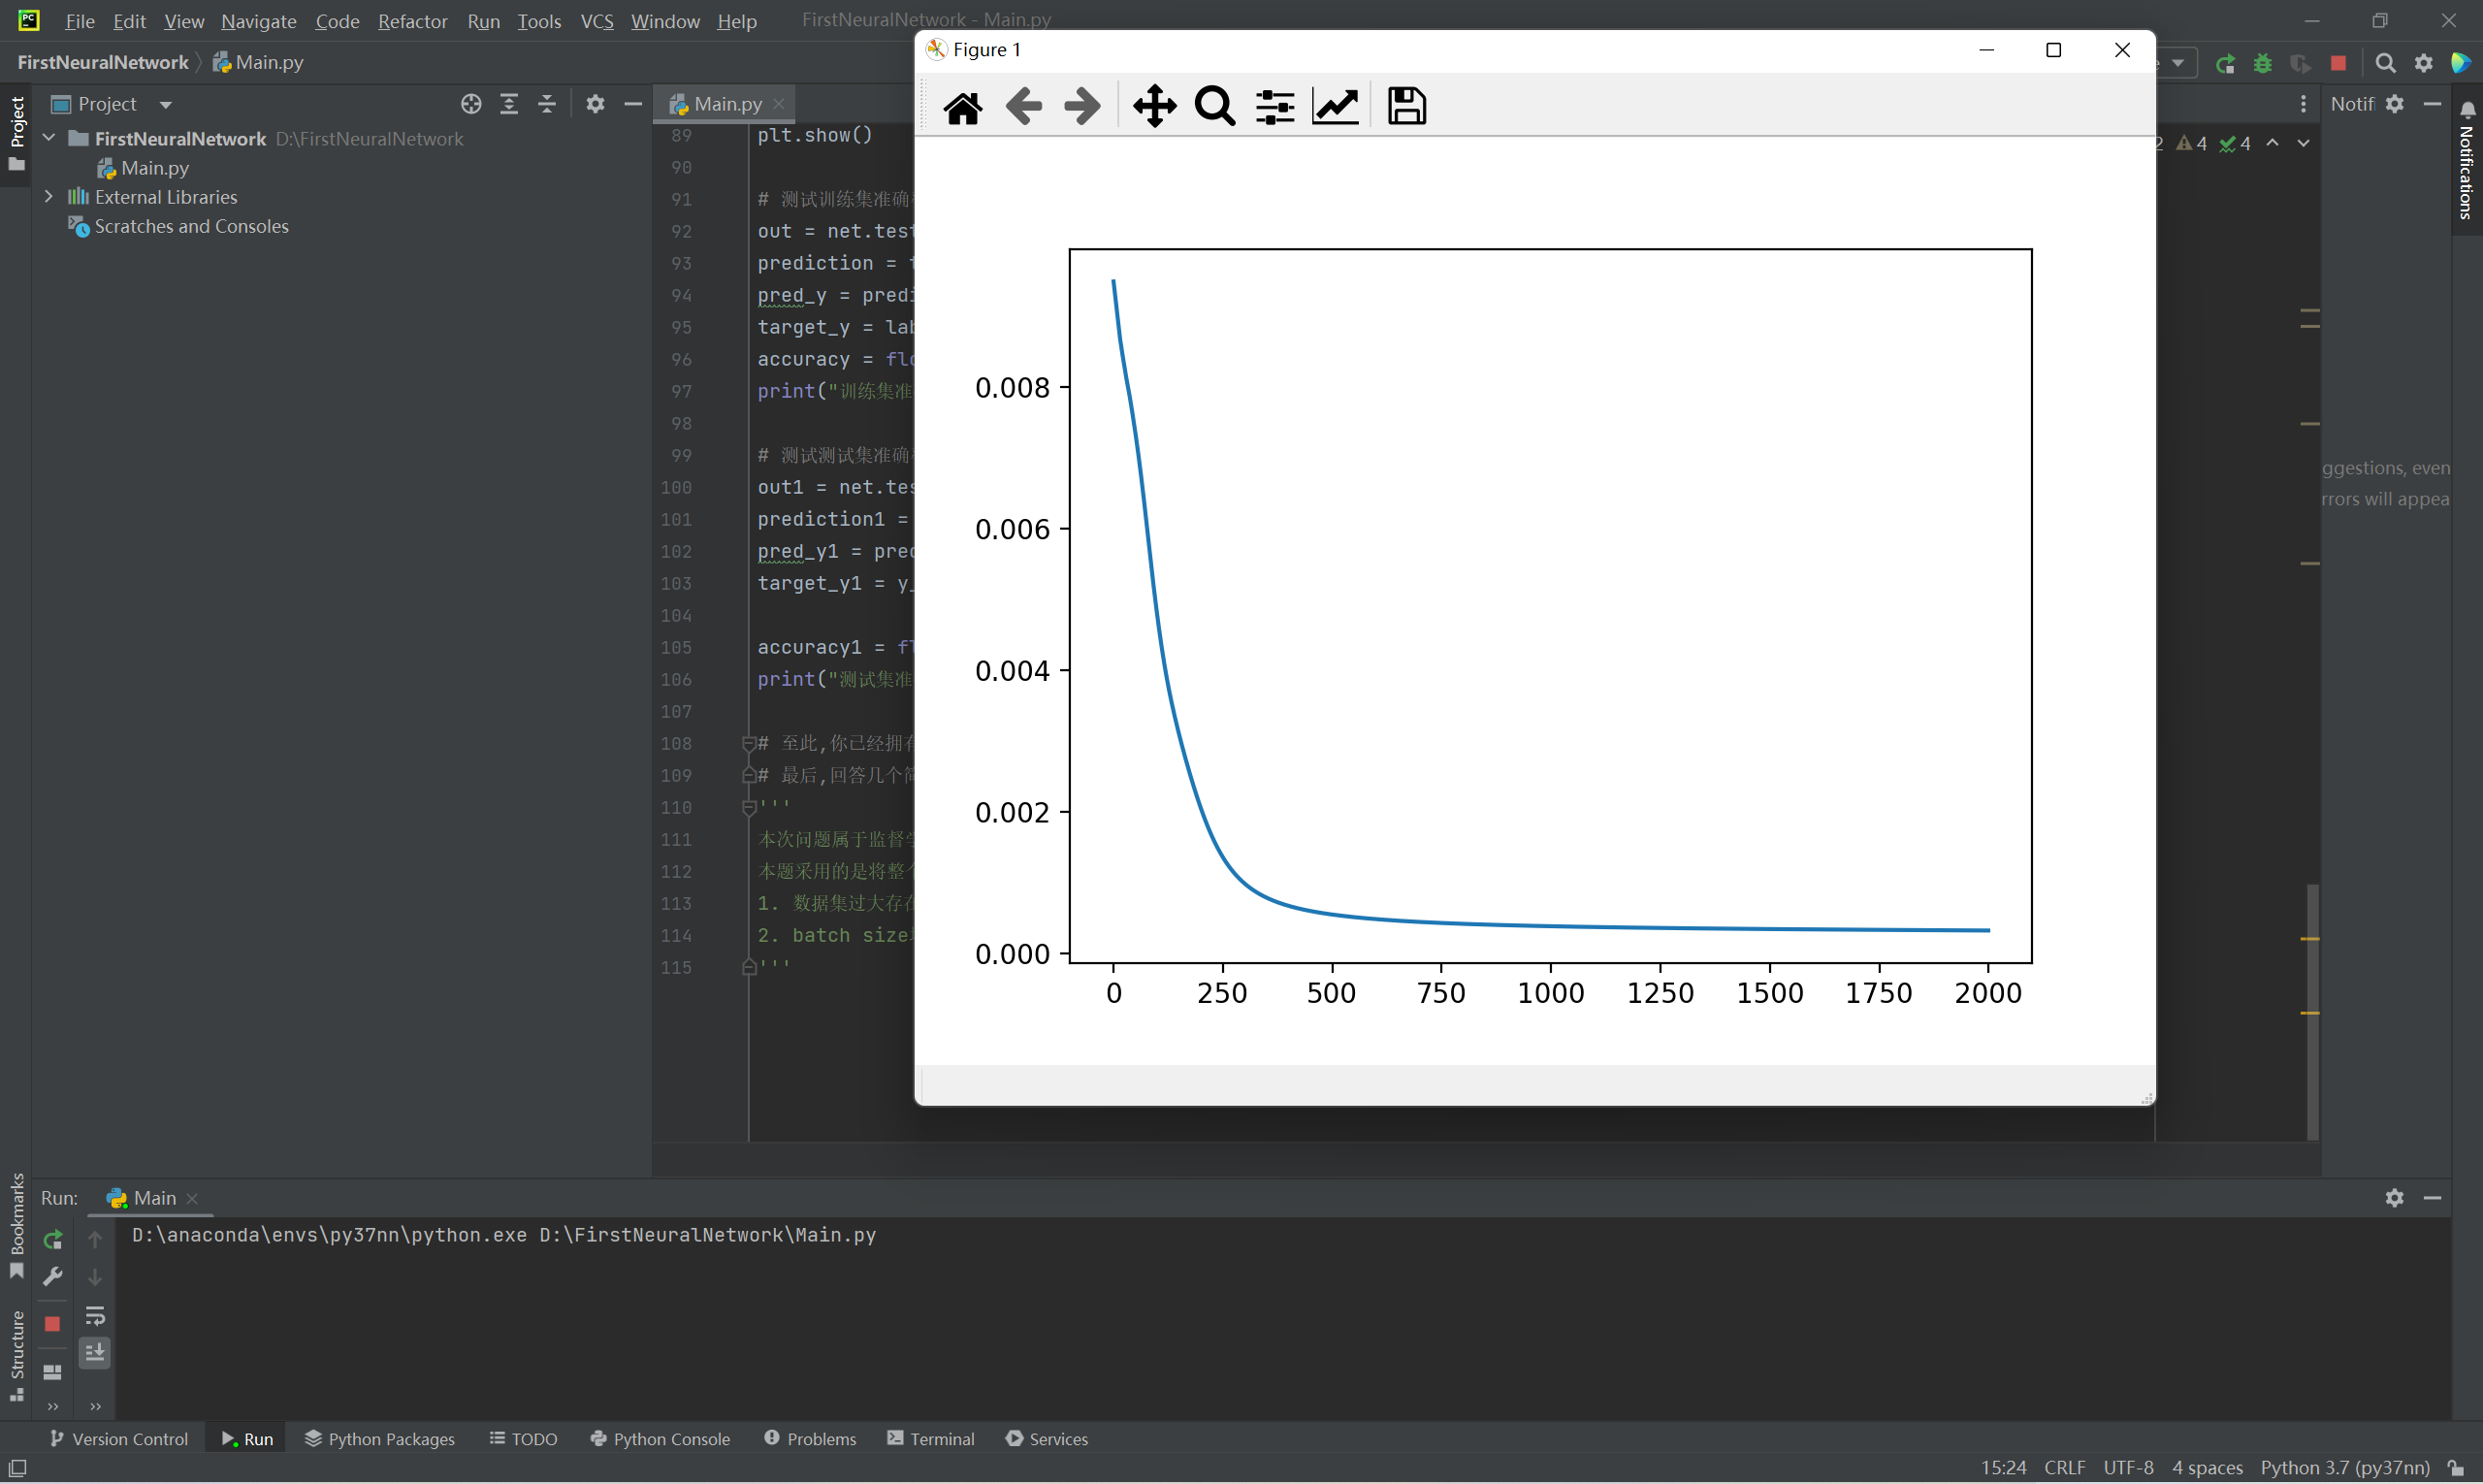 File Edit View Navigate Code Refactor Run Tools VCS Window Help FirstNeuralNetwork - Main.py
FirstNeuralNetwork Main.py
Project
Project
FirstNeuralNetwork D:\FirstNeuralNetwork
Main.py
External Libraries
Scratches and Consoles
Main.py
89 plt.show()
90
91 # 测试训练集准确
92 out = net.test
93 prediction =
94 pred_y = predi
95 target_y = lab
96 accuracy = flo
97 print("训练集准
98
99 # 测试测试集准确
100 out1 = net.tes
101 prediction1 =
102 pred_y1 = pred
103 target_y1 = y_
104
105 accuracy1 = fl
106 print("测试集准
107
108 # 至此,你已经拥有
109 # 最后,回答几个简
110 '''
111 本次问题属于监督学
112 本题采用的是将整个
113 1. 数据集过大存在
114 2. batch size
115 '''
Figure 1
0.008
0.006
0.004
0.002
0.000
0 250 500 750 1000 1250 1500 1750 2000
2 4 4
Notif
ggestions, even
rrors will appea
Notifications
Bookmarks
Structure
Run: Main
D:\anaconda\envs\py37nn\python.exe D:\FirstNeuralNetwork\Main.py
Version Control Run Python Packages TODO Python Console Problems Terminal Services
15:24 CRLF UTF-8 4 spaces Python 3.7 (py37nn)